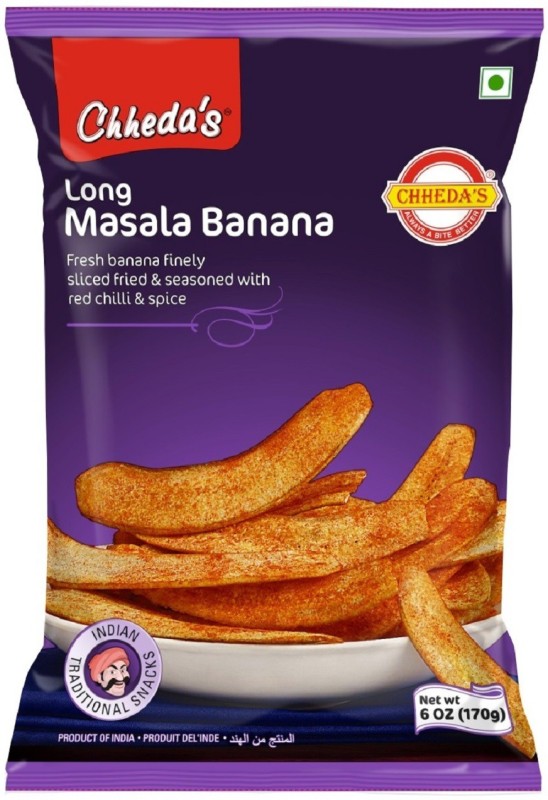 Chheda's
CHHEDA'S
ALWAYS A BITE BETTER
Long
Masala Banana
Fresh banana finely
sliced fried & seasoned with
red chilli & spice
INDIAN
TRADITIONAL SNACKS
Net wt
6 OZ (170g)
PRODUCT OF INDIA • PRODUIT DEL'INDE • المنتج من الهند